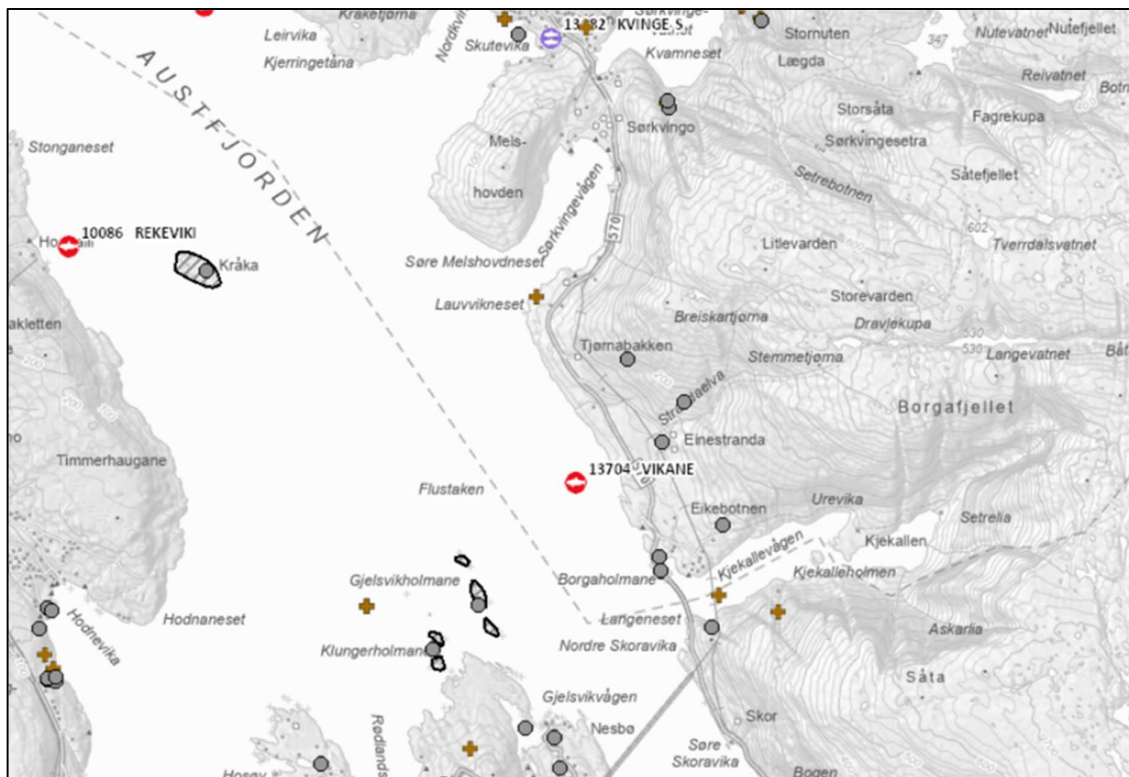 Kraketjørna
Leirvika
Kjerringetåna
Skutevika
KVINGE S.
Kvamneset
Stornuten
Lægda
347
Nutevatnet
Nutefjellet
Reivatnet
AUSTFJORDEN
Storsåta
Fagrekupa
Sørkvingo
Sørkvingesetra
Stonganeset
Mels-
hovden
Setrebotnen
Såtefjellet
602
10086 REKEVIKI
Sørkvingevågen
570
Litlevarden
Tverrdalsvatnet
Kråka
Søre Melshovdneset
Storevarden
Lauvvikneset
Breiskartjørna
Dravlekupa
530
Tjørnabakken
530
Stemmetjørna
Langevatnet
Borgafjellet
Einestranda
Timmerhaugane
13704 VIKANE
Flustaken
Urevika
Eikebotnen
Setrelia
Kjekallen
Kjekallevågen
Gjelsvikholmane
Borgaholmane
Kjekalleholmen
Hodnevika
Hodnaneset
Langeneset
Askarlia
Klungerholmane
Nordre Skoravika
Såta
Gjelsvikvågen
Nesbø
Skor
Søre
Skoravika
Bogen